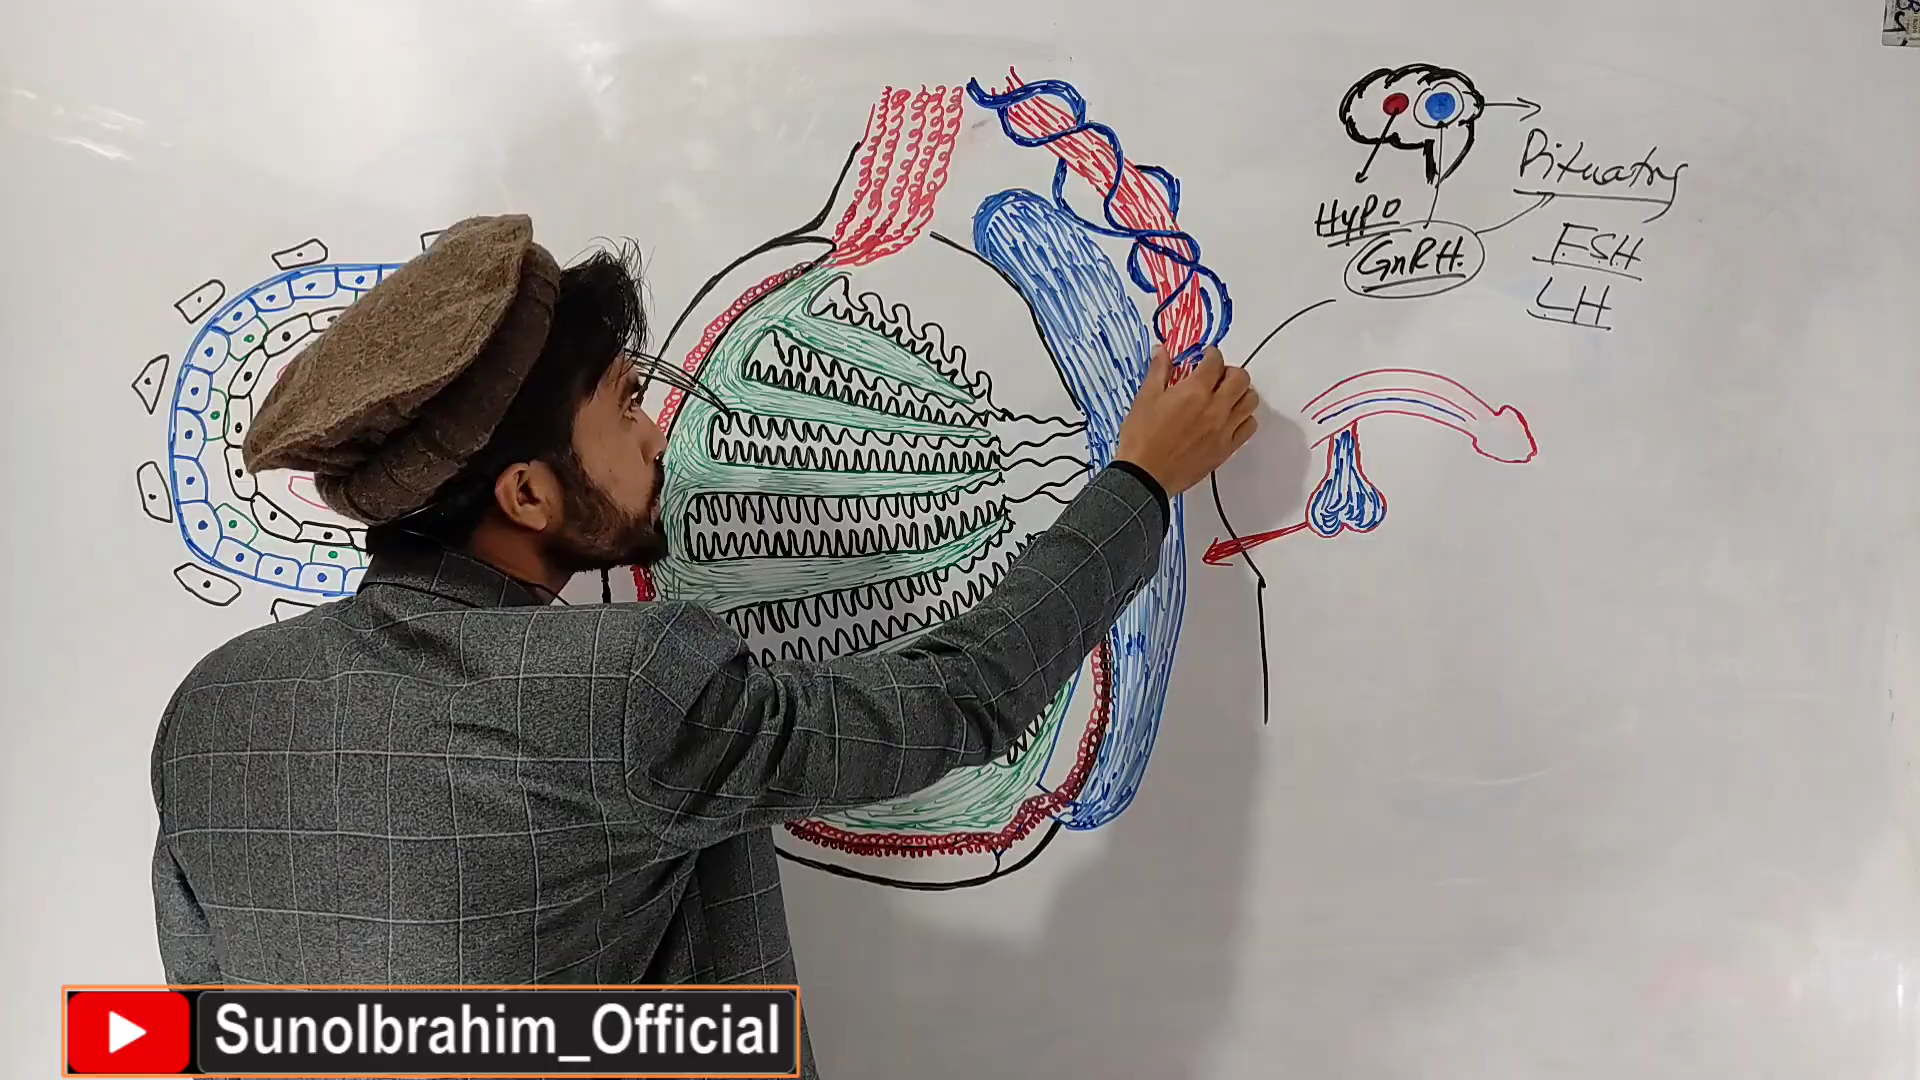 Pituatry
HYPO
GnRH.
FSH
LH
SunoIbrahim_Official